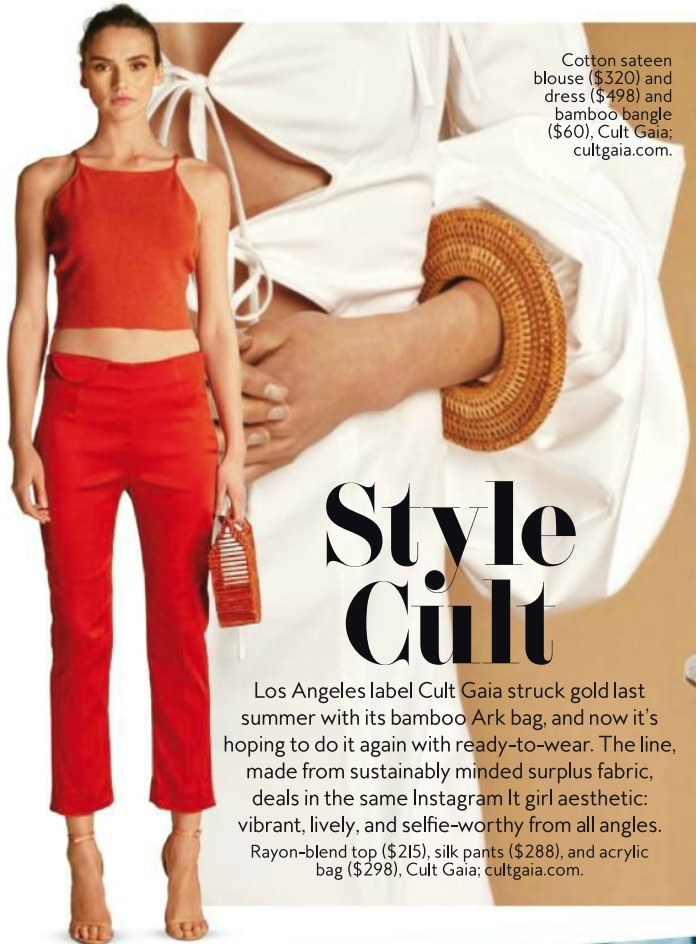 Cotton sateen
blouse ($320) and
dress ($498) and
bamboo bangle
($60), Cult Gaia;
cultgaia.com.
Style
Cult
Los Angeles label Cult Gaia struck gold last
summer with its bamboo Ark bag, and now it's
hoping to do it again with ready-to-wear. The line,
made from sustainably minded surplus fabric,
deals in the same Instagram It girl aesthetic:
vibrant, lively, and selfie-worthy from all angles.
Rayon-blend top ($215), silk pants ($288), and acrylic
bag ($298), Cult Gaia; cultgaia.com.